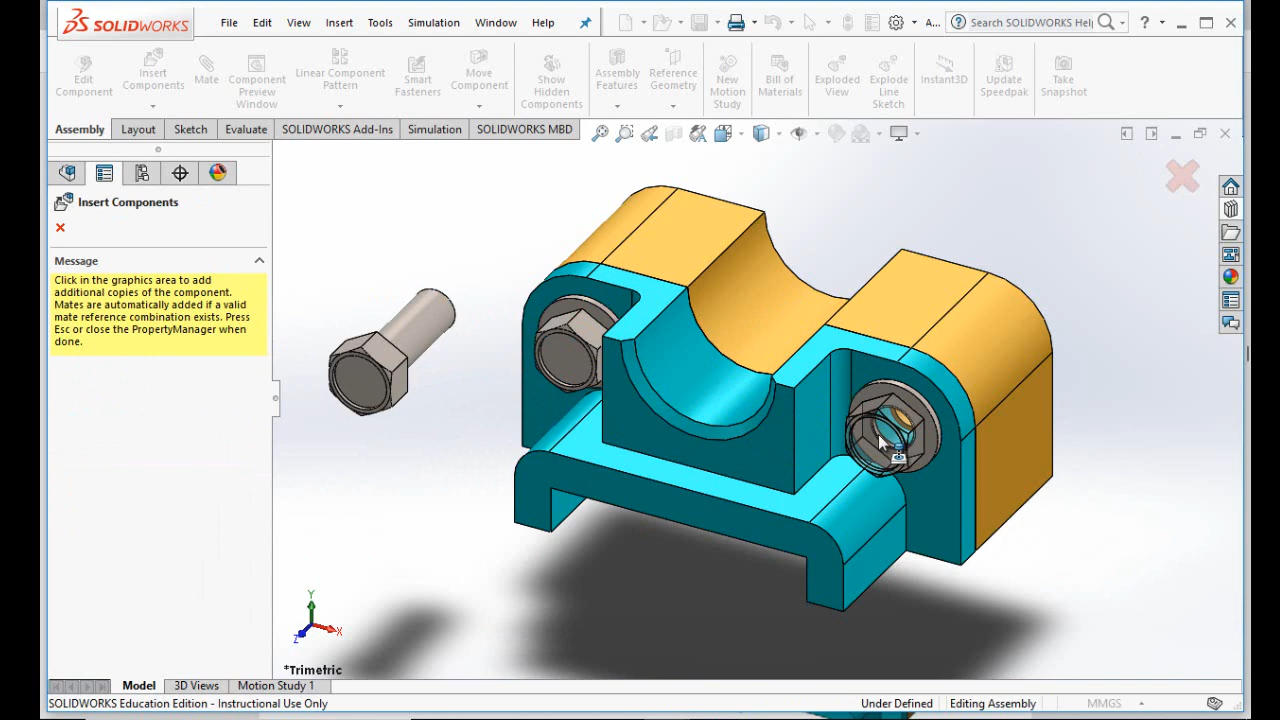 SOLIDWORKS File Edit View Insert Tools Simulation Window Help A... Search SOLIDWORKS Help ?
Edit Component
Insert Components
Mate
Component Preview Window
Linear Component Pattern
Smart Fasteners
Move Component
Show Hidden Components
Assembly Features
Reference Geometry
New Motion Study
Bill of Materials
Exploded View
Explode Line Sketch
Instant3D
Update Speedpak
Take Snapshot
Assembly Layout Sketch Evaluate SOLIDWORKS Add-Ins Simulation SOLIDWORKS MBD
Insert Components
Message
Click in the graphics area to add
additional copies of the component.
Mates are automatically added if a valid
mate reference combination exists. Press
Esc or close the PropertyManager when
done.
Y
X
Z
*Trimetric
Model 3D Views Motion Study 1
SOLIDWORKS Education Edition - Instructional Use Only Under Defined Editing Assembly MMGS